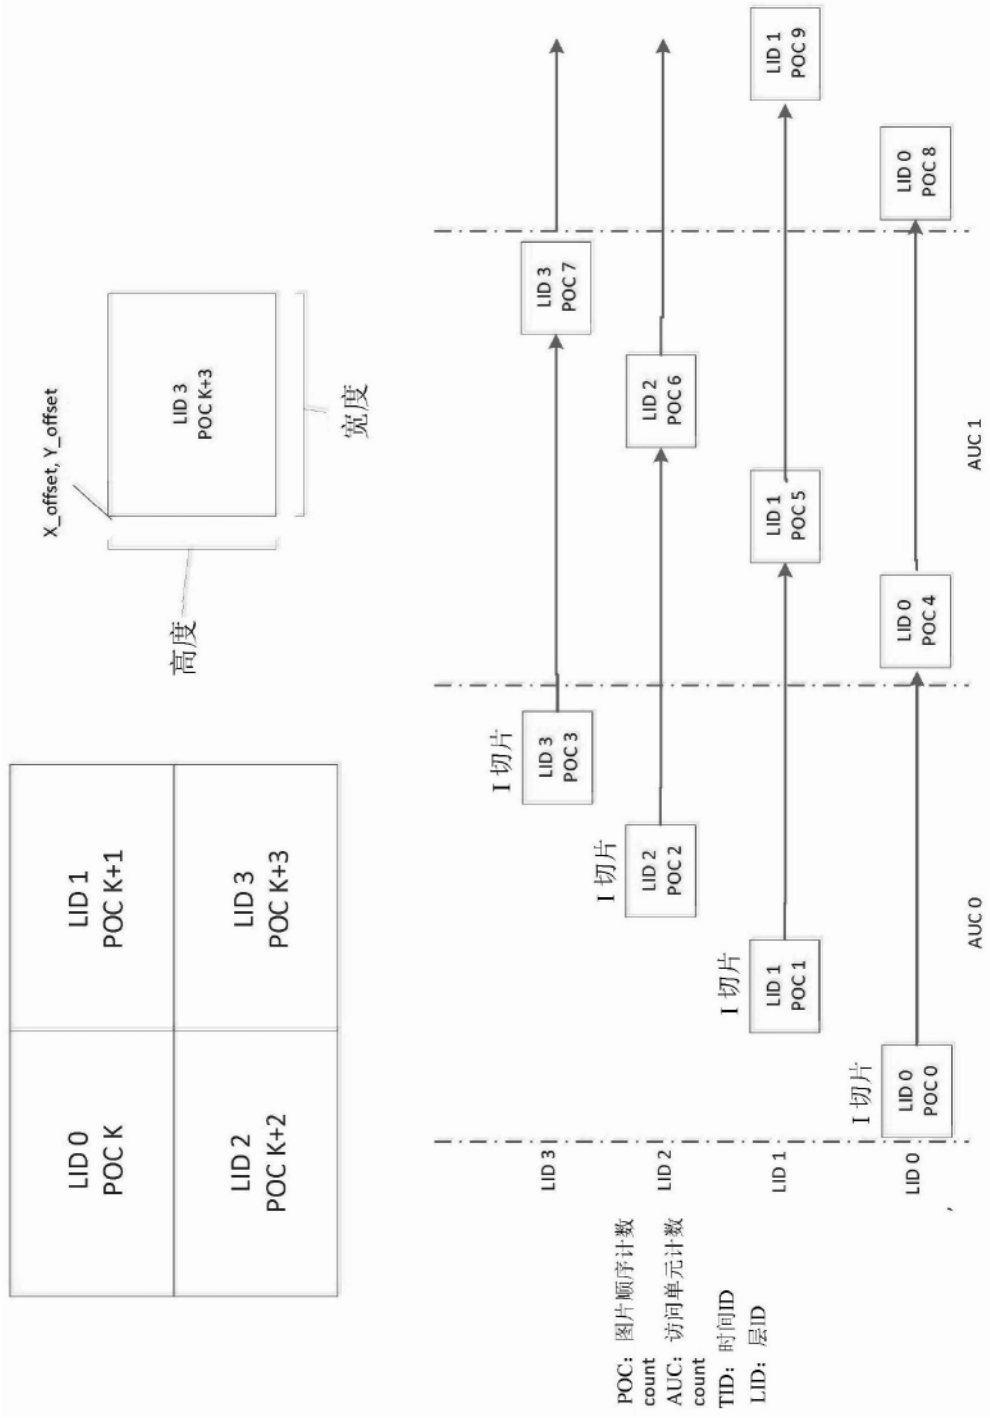 LID 0
POC K
LID 1
POC K+1
LID 2
POC K+2
LID 3
POC K+3
X_offset, Y_offset
高度
LID 3
POC K+3
宽度
LID 3
I 切片
LID 3
POC 3
LID 3
POC 7
LID 2
I 切片
LID 2
POC 2
LID 2
POC 6
LID 1
I 切片
LID 1
POC 1
LID 1
POC 5
LID 1
POC 9
LID 0
I 切片
LID 0
POC 0
LID 0
POC 4
LID 0
POC 8
AUC 0
AUC 1
POC: 图片顺序计数
count
AUC: 访问单元计数
count
TID: 时间ID
LID: 层ID